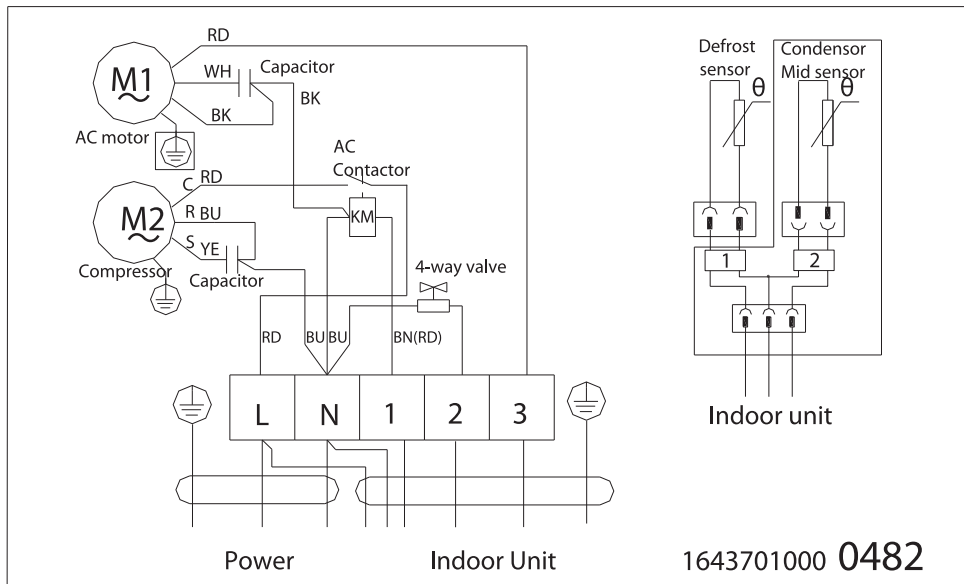 RD
M1
WH
Capacitor
BK
BK
AC motor
AC
Contactor
C RD
M2
R BU
KM
S YE
Compressor
Capacitor
4-way valve
RD
BU BU
BN(RD)
L N 1 2 3
Power
Indoor Unit
Defrost
sensor
Condensor
Mid sensor
θ
θ
1
2
Indoor unit
1643701000 0482